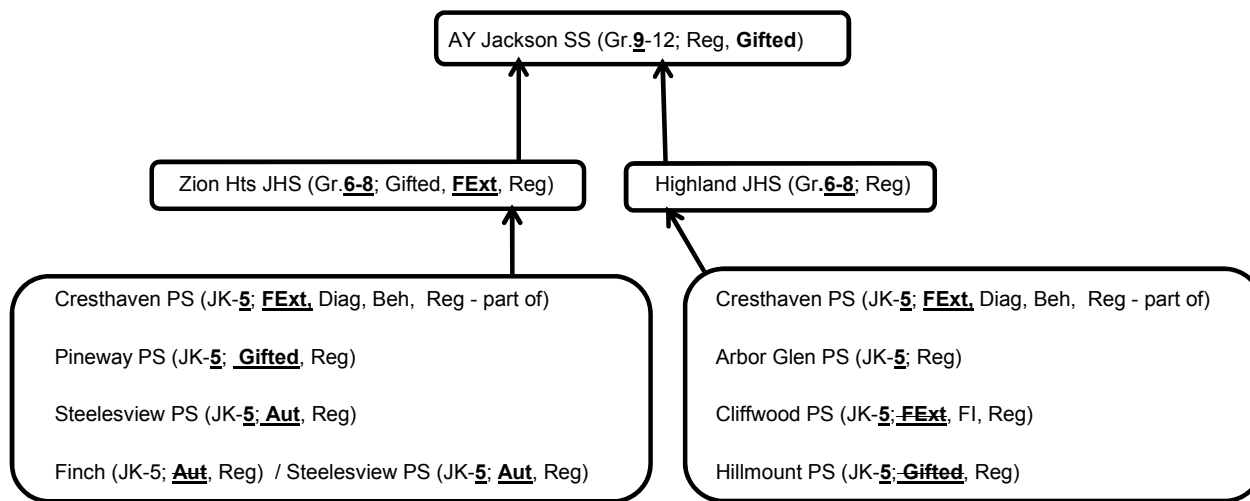 AY Jackson SS (Gr.9-12; Reg, Gifted)
Zion Hts JHS (Gr.6-8; Gifted, FExt, Reg)
Highland JHS (Gr.6-8; Reg)
Cresthaven PS (JK-5; FExt, Diag, Beh, Reg - part of)
Pineway PS (JK-5; Gifted, Reg)
Steelesview PS (JK-5; Aut, Reg)
Finch (JK-5; Aut, Reg) / Steelesview PS (JK-5; Aut, Reg)
Cresthaven PS (JK-5; FExt, Diag, Beh, Reg - part of)
Arbor Glen PS (JK-5; Reg)
Cliffwood PS (JK-5; FExt, FI, Reg)
Hillmount PS (JK-5; Gifted, Reg)